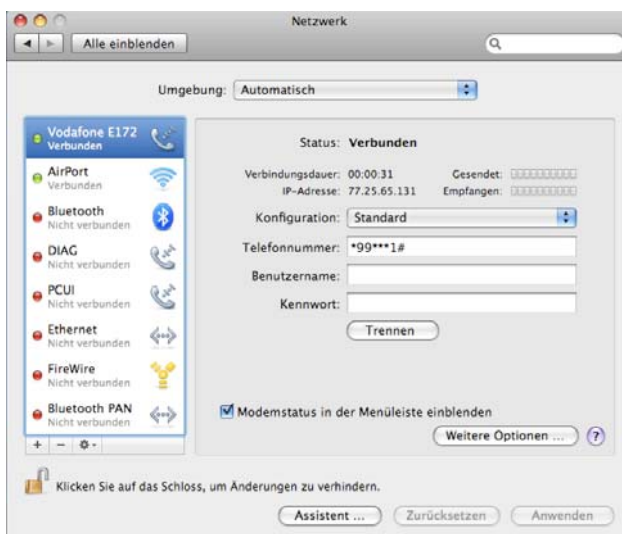 Netzwerk
Alle einblenden
Umgebung: Automatisch
Vodafone E172
Verbunden
AirPort
Verbunden
Bluetooth
Nicht verbunden
DIAG
Nicht verbunden
PCUI
Nicht verbunden
Ethernet
Nicht verbunden
FireWire
Nicht verbunden
Bluetooth PAN
Nicht verbunden
Status: Verbunden
Verbindungsdauer: 00:00:31 Gesendet:
IP-Adresse: 77.25.65.131 Empfangen:
Konfiguration: Standard
Telefonnummer: *99***1#
Benutzername:
Kennwort:
Trennen
Modemstatus in der Menüleiste einblenden
Weitere Optionen ... ?
Klicken Sie auf das Schloss, um Änderungen zu verhindern.
Assistent ... Zurücksetzen Anwenden